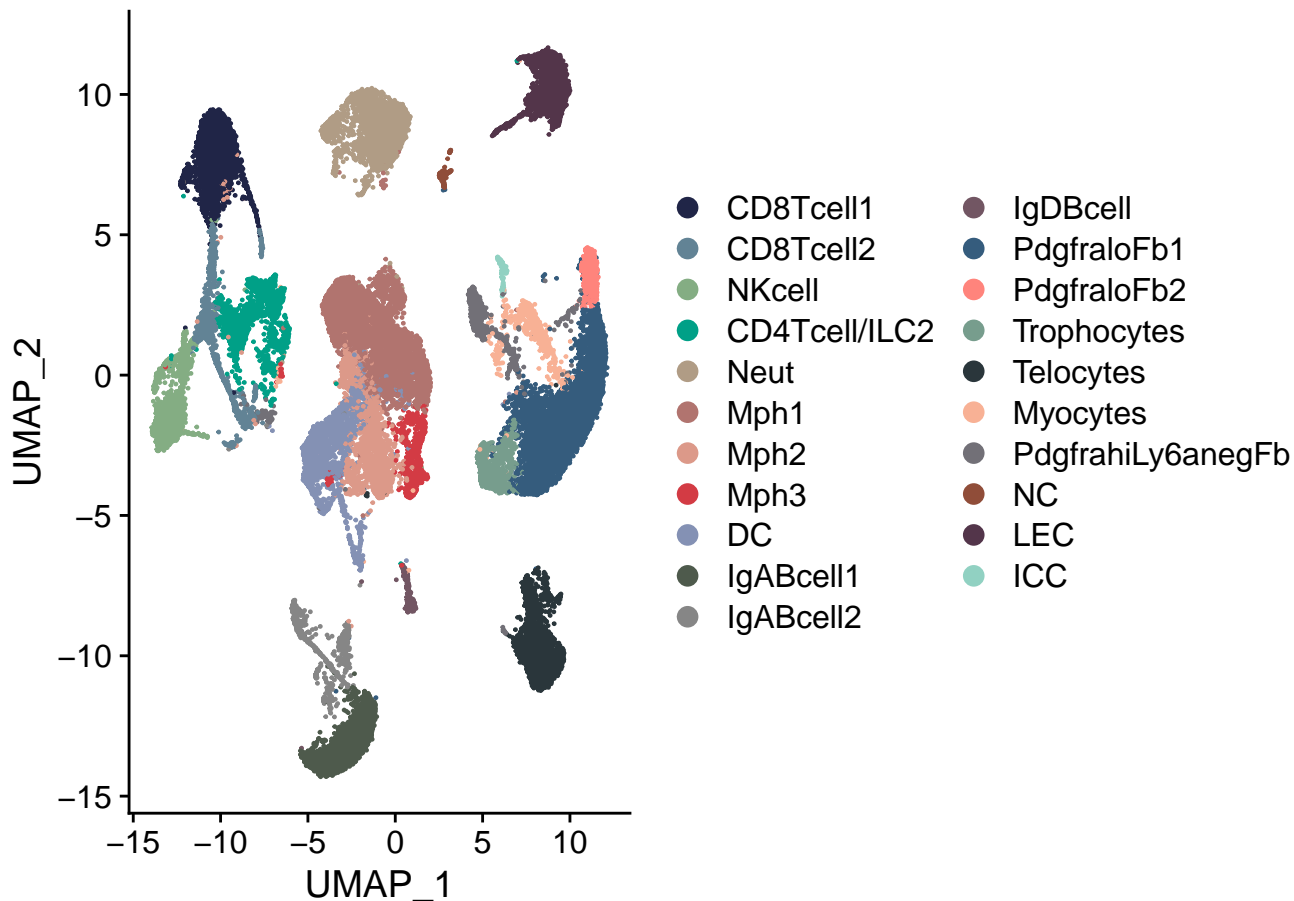 10
5
0
−5
−10
−15
UMAP_2
−15 −10 −5 0 5 10
UMAP_1
CD8Tcell1
CD8Tcell2
NKcell
CD4Tcell/ILC2
Neut
Mph1
Mph2
Mph3
DC
IgABcell1
IgABcell2
IgDBcell
PdgfraloFb1
PdgfraloFb2
Trophocytes
Telocytes
Myocytes
PdgfrahiLy6anegFb
NC
LEC
ICC